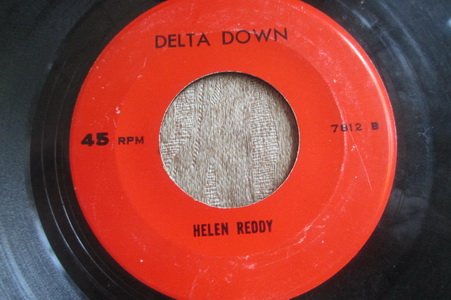 DELTA DOWN
45 RPM
7812 B
HELEN REDDY